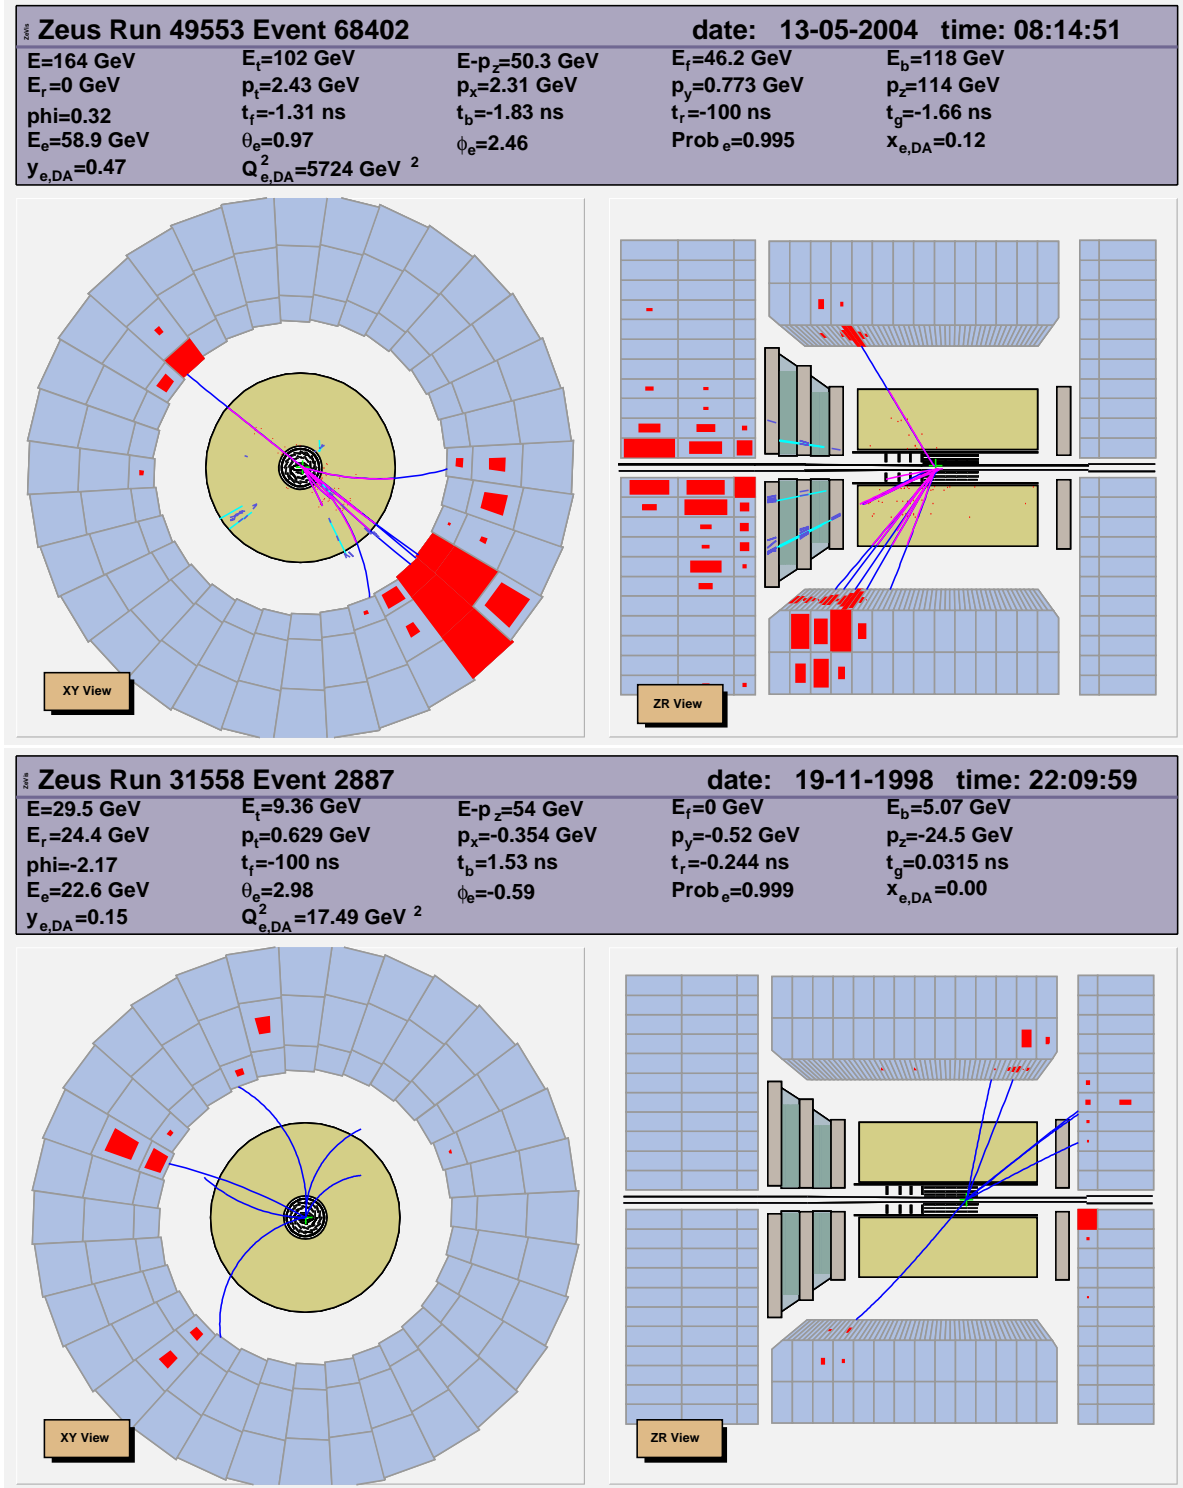 ZeVis Zeus Run 49553 Event 68402 date: 13-05-2004 time: 08:14:51
E=164 GeV E_t=102 GeV E-p_z=50.3 GeV E_f=46.2 GeV E_b=118 GeV
E_r=0 GeV p_t=2.43 GeV p_x=2.31 GeV p_y=0.773 GeV p_z=114 GeV
phi=0.32 t_f=-1.31 ns t_b=-1.83 ns t_r=-100 ns t_g=-1.66 ns
E_e=58.9 GeV θ_e=0.97 ϕ_e=2.46 Prob_e=0.995 x_e,DA=0.12
y_e,DA=0.47 Q²_e,DA=5724 GeV ²
XY View ZR View
ZeVis Zeus Run 31558 Event 2887 date: 19-11-1998 time: 22:09:59
E=29.5 GeV E_t=9.36 GeV E-p_z=54 GeV E_f=0 GeV E_b=5.07 GeV
E_r=24.4 GeV p_t=0.629 GeV p_x=-0.354 GeV p_y=-0.52 GeV p_z=-24.5 GeV
phi=-2.17 t_f=-100 ns t_b=1.53 ns t_r=-0.244 ns t_g=0.0315 ns
E_e=22.6 GeV θ_e=2.98 ϕ_e=-0.59 Prob_e=0.999 x_e,DA=0.00
y_e,DA=0.15 Q²_e,DA=17.49 GeV ²
XY View ZR View